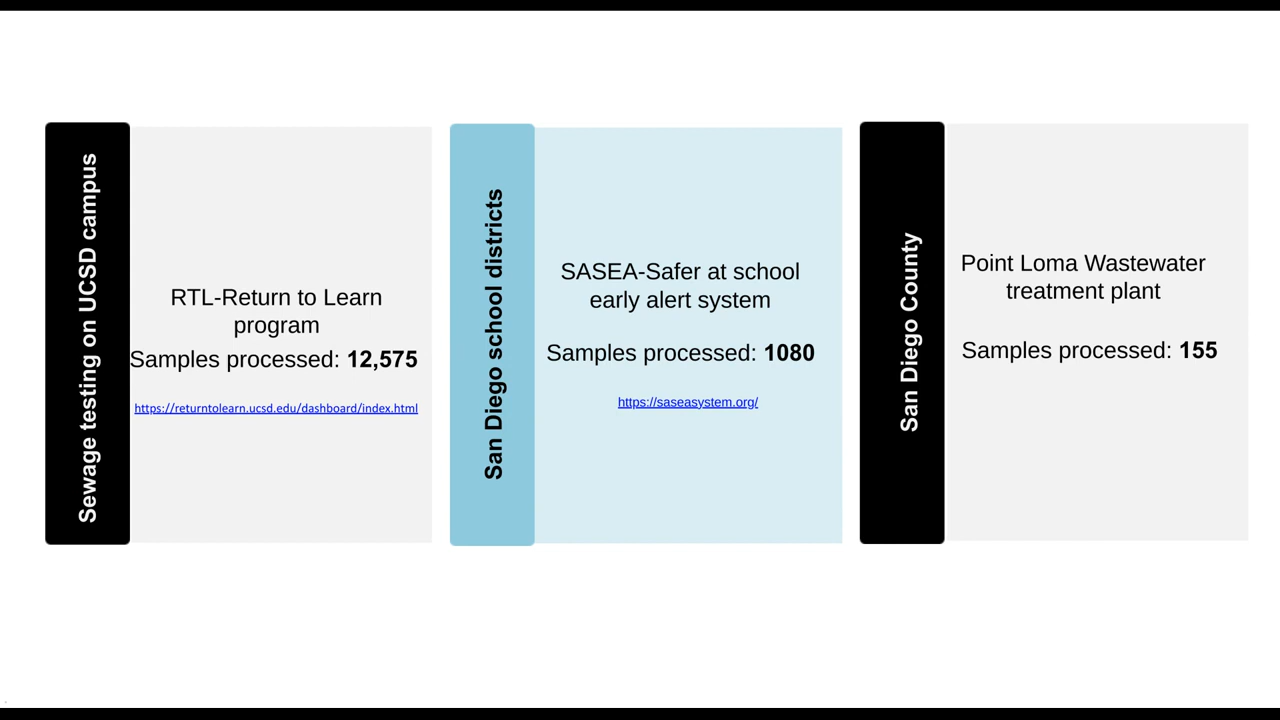 Sewage testing on UCSD campus
RTL-Return to Learn
program
Samples processed: 12,575
https://returntolearn.ucsd.edu/dashboard/index.html
San Diego school districts
SASEA-Safer at school
early alert system
Samples processed: 1080
https://saseasystem.org/
San Diego County
Point Loma Wastewater
treatment plant
Samples processed: 155